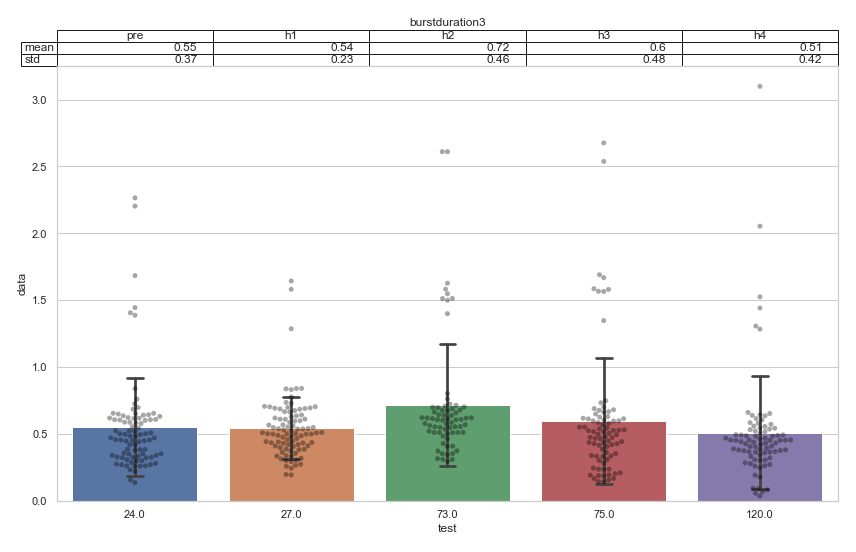 burstduration3
pre h1 h2 h3 h4
mean 0.55 0.54 0.72 0.6 0.51
std 0.37 0.23 0.46 0.48 0.42
3.0
2.5
2.0
1.5
1.0
0.5
0.0
data
24.0 27.0 73.0 75.0 120.0
test